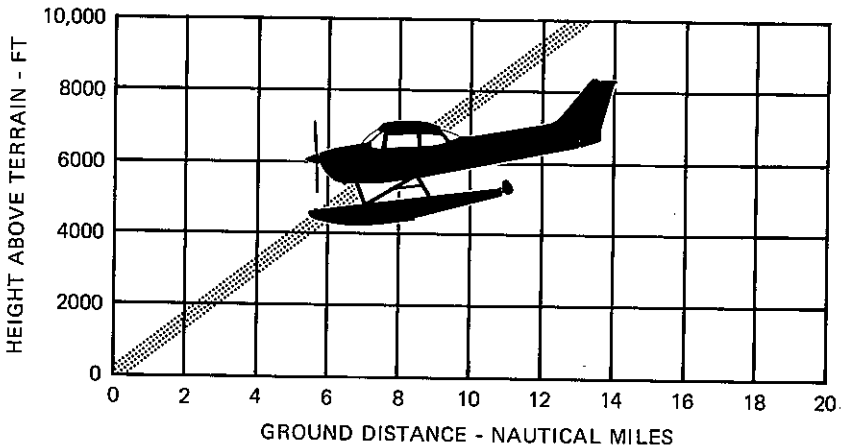 HEIGHT ABOVE TERRAIN - FT
10,000
8000
6000
4000
2000
0
0 2 4 6 8 10 12 14 16 18 20
GROUND DISTANCE - NAUTICAL MILES